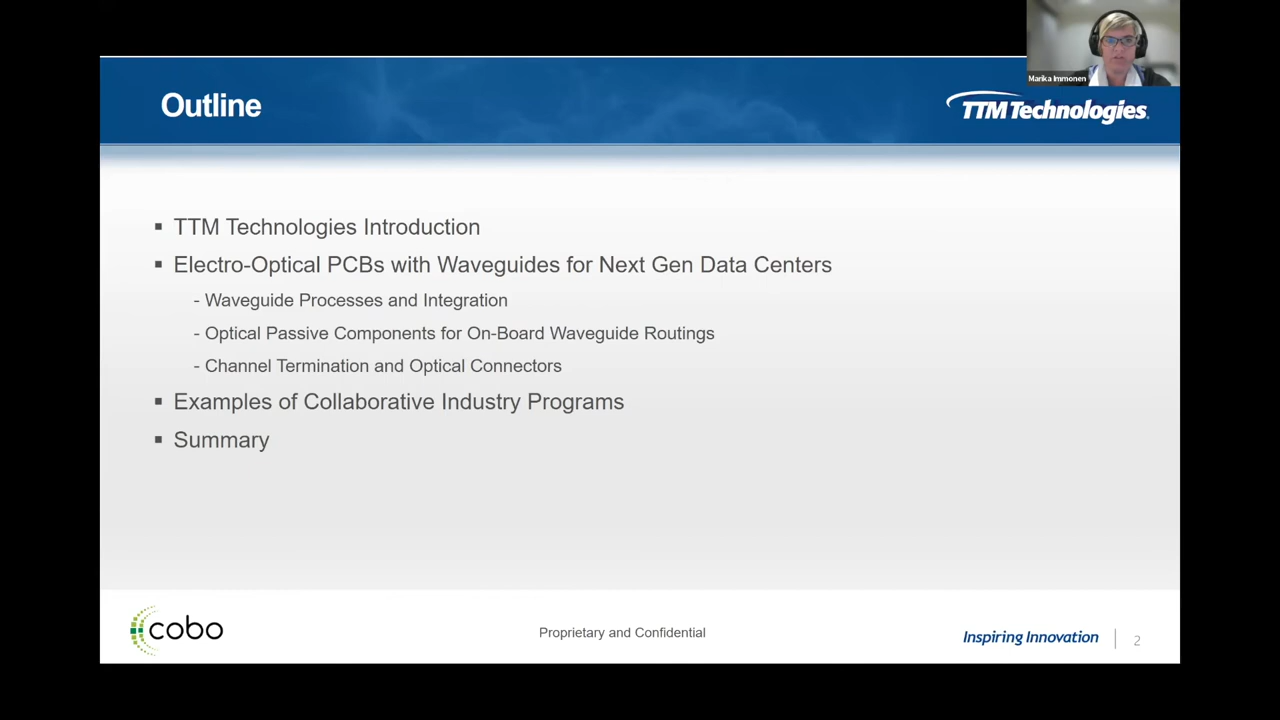 Marika Immonen
Outline
TTM Technologies
▪ TTM Technologies Introduction
▪ Electro-Optical PCBs with Waveguides for Next Gen Data Centers
- Waveguide Processes and Integration
- Optical Passive Components for On-Board Waveguide Routings
- Channel Termination and Optical Connectors
▪ Examples of Collaborative Industry Programs
▪ Summary
cobo
Proprietary and Confidential
Inspiring Innovation
2